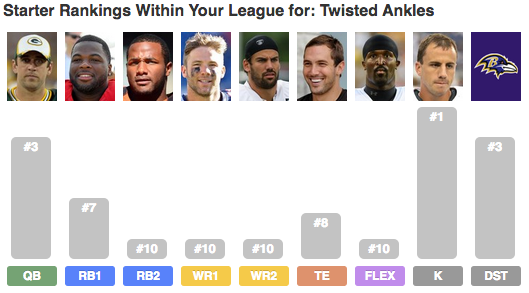 Starter Rankings Within Your League for: Twisted Ankles
#3 #7 #10 #10 #10 #8 #10 #1 #3
QB RB1 RB2 WR1 WR2 TE FLEX K DST